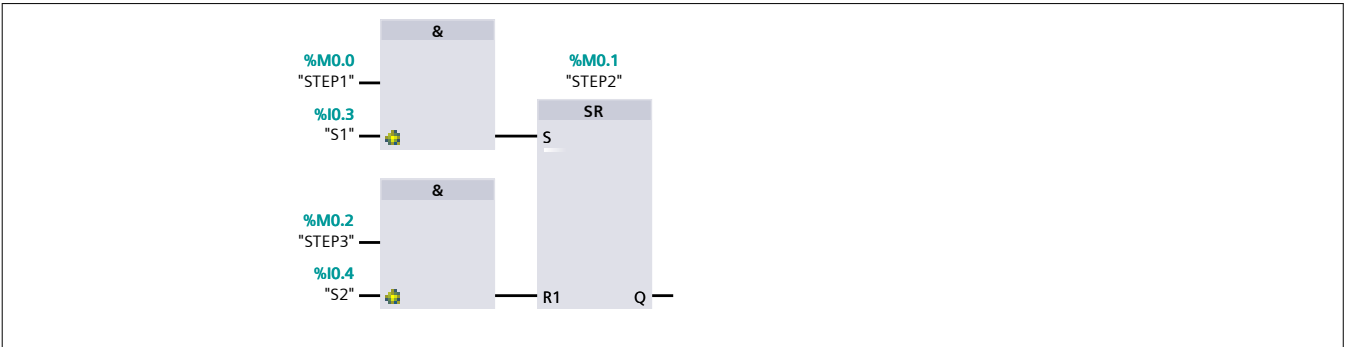 &
%M0.0
"STEP1"
%I0.3
"S1"
%M0.1
"STEP2"
SR
S
&
%M0.2
"STEP3"
%I0.4
"S2"
R1 Q